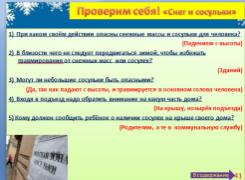 Проверим себя! «Снег и сосульки»
1) При каком своём действии опасны снежные массы и сосульки для человека?
(Падением с высоты)
2) В близости чего не следует передвигаться зимой, чтобы избежать
травмирования от снежных масс или сосулек?
(Зданий)
3) Могут ли небольшие сосульки быть опасными?
(Да, так как падают с высоты, и травмируется в основном голова человека)
4) Входя в подъезд надо обратить внимание на какую часть дома?
(На крышу, козырёк подъезда)
5) Кому должен сообщить ребёнок о наличии сосулек на крыше своего дома?
(Родителям, а те в коммунальную службу)
В содержание